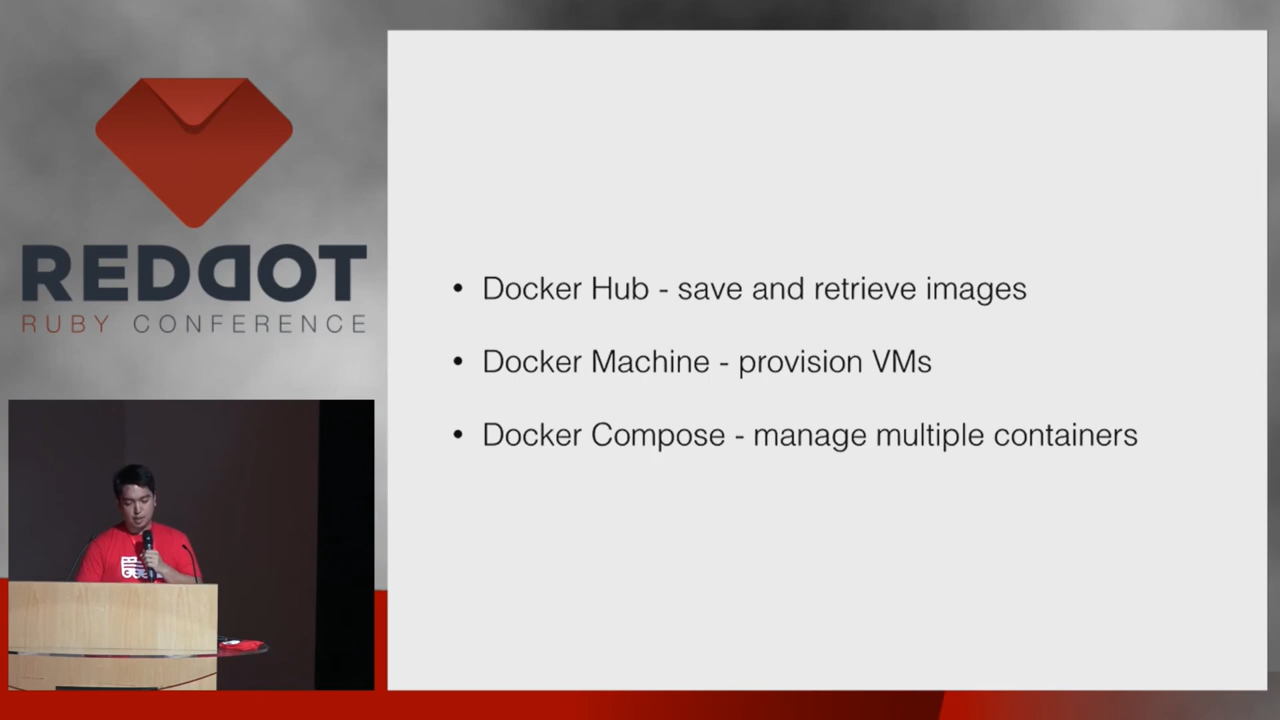 REDDOT
RUBY CONFERENCE
• Docker Hub - save and retrieve images
• Docker Machine - provision VMs
• Docker Compose - manage multiple containers